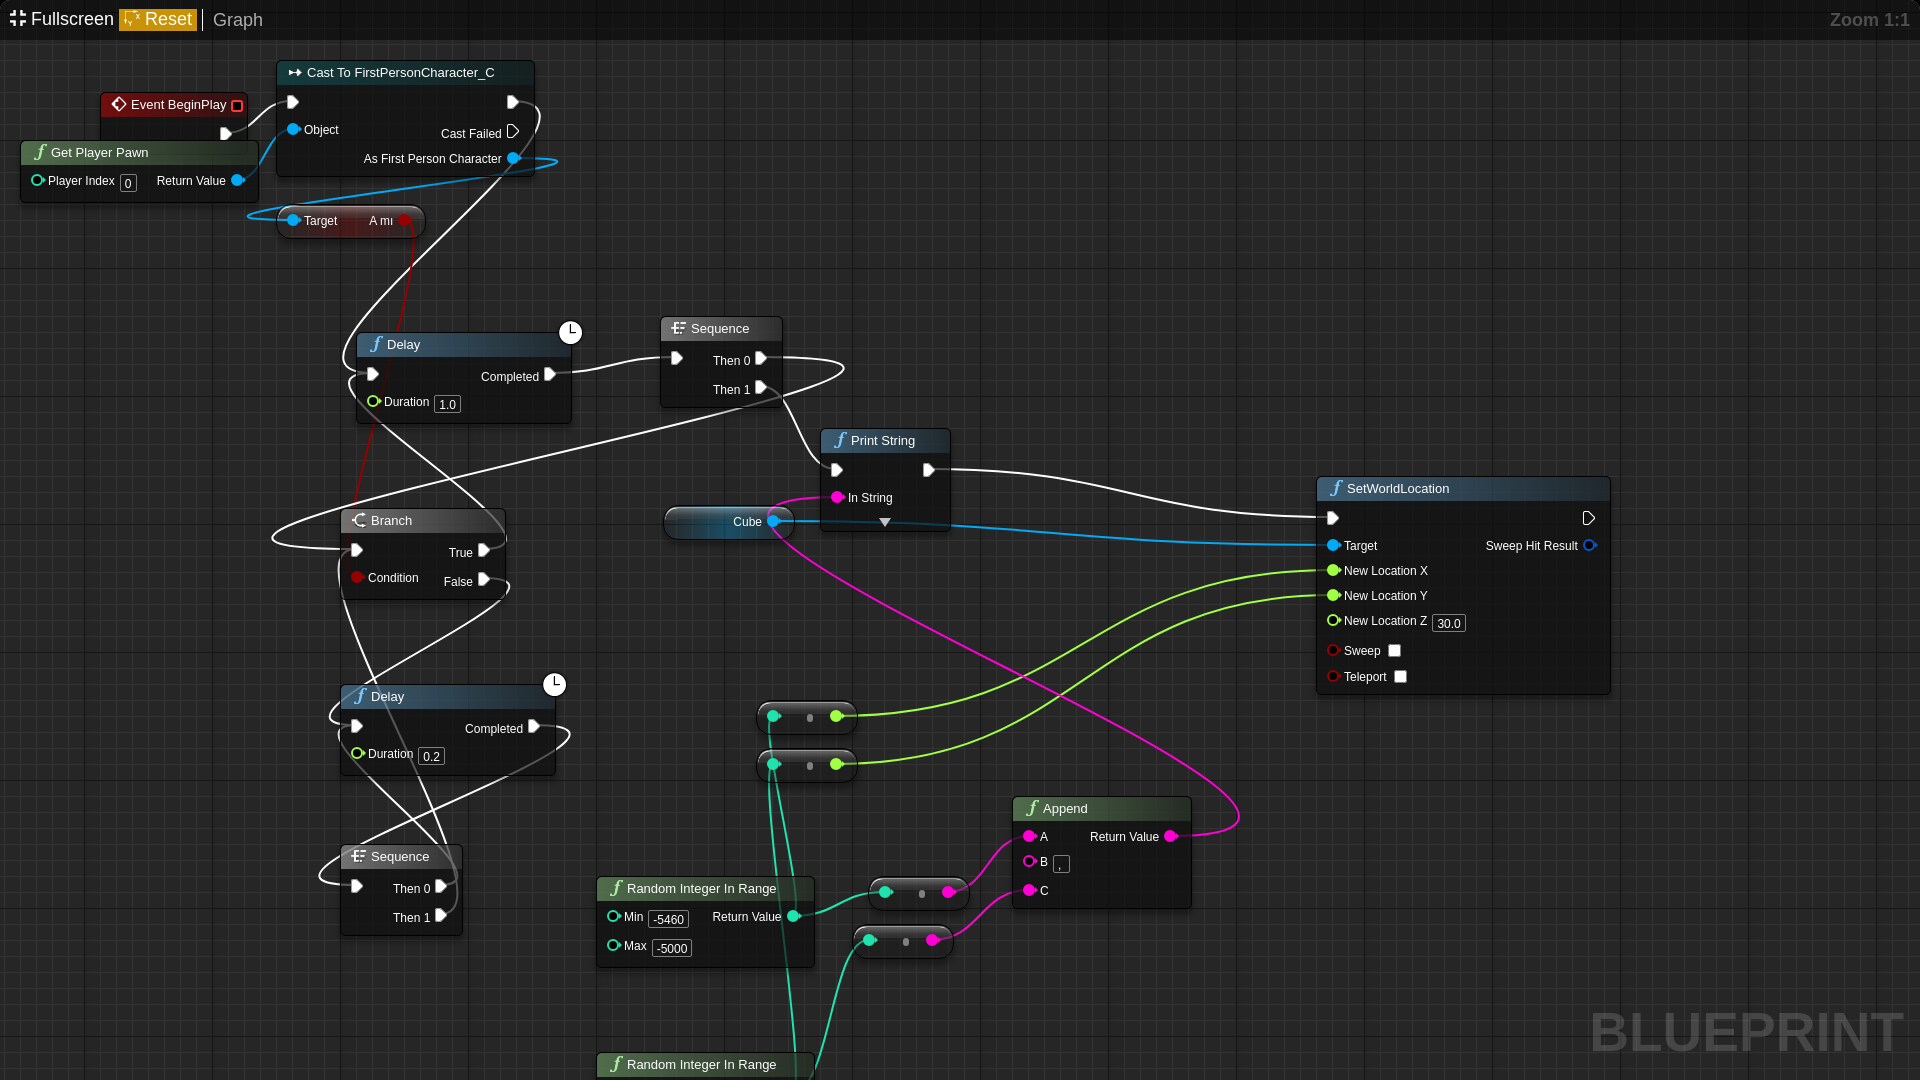 Fullscreen Reset Graph Zoom 1:1
Cast To FirstPersonCharacter_C
Object
Cast Failed
As First Person Character
Event BeginPlay
Get Player Pawn
Player Index 0 Return Value
Target A mı
Delay
Completed
Duration 1.0
Sequence
Then 0
Then 1
Print String
In String
Cube
SetWorldLocation
Target Sweep Hit Result
New Location X
New Location Y
New Location Z 30.0
Sweep
Teleport
Branch
True
Condition
False
Delay
Completed
Duration 0.2
Sequence
Then 0
Then 1
Append
A Return Value
B ,
C
Random Integer In Range
Min -5460 Return Value
Max -5000
Random Integer In Range
BLUEPRINT